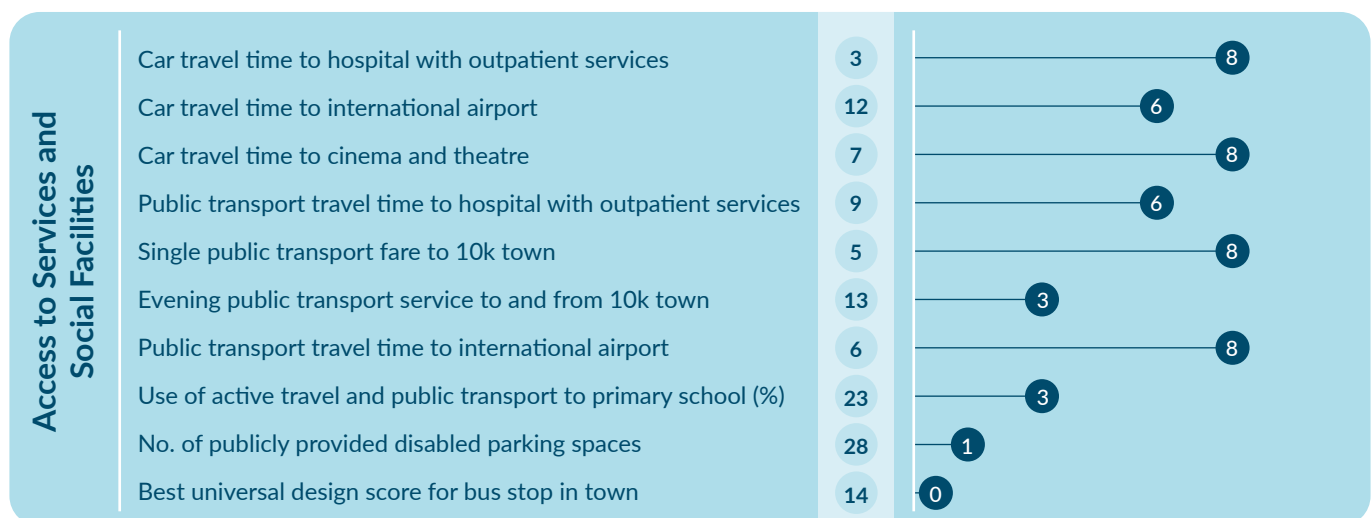 Access to Services and
Social Facilities
Car travel time to hospital with outpatient services 3 8
Car travel time to international airport 12 6
Car travel time to cinema and theatre 7 8
Public transport travel time to hospital with outpatient services 9 6
Single public transport fare to 10k town 5 8
Evening public transport service to and from 10k town 13 3
Public transport travel time to international airport 6 8
Use of active travel and public transport to primary school (%) 23 3
No. of publicly provided disabled parking spaces 28 1
Best universal design score for bus stop in town 14 0